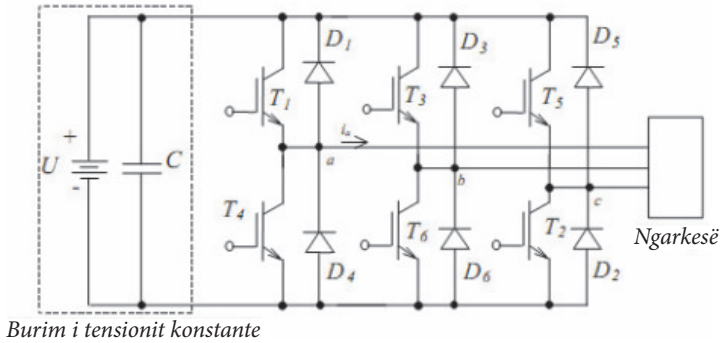 D₁
D₃
D₅
T₁
T₃
T₅
+
U
-
C
iₐ
a
b
c
T₄
T₆
T₂
D₄
D₆
D₂
Ngarkesë
Burim i tensionit konstante